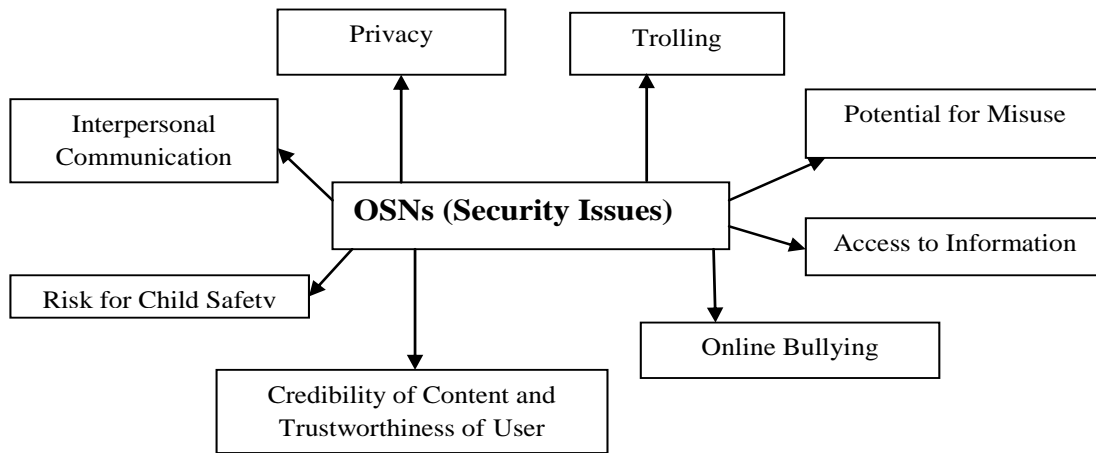 Privacy
Trolling
Interpersonal
Communication
Potential for Misuse
OSNs (Security Issues)
Access to Information
Risk for Child Safety
Online Bullying
Credibility of Content and
Trustworthiness of User